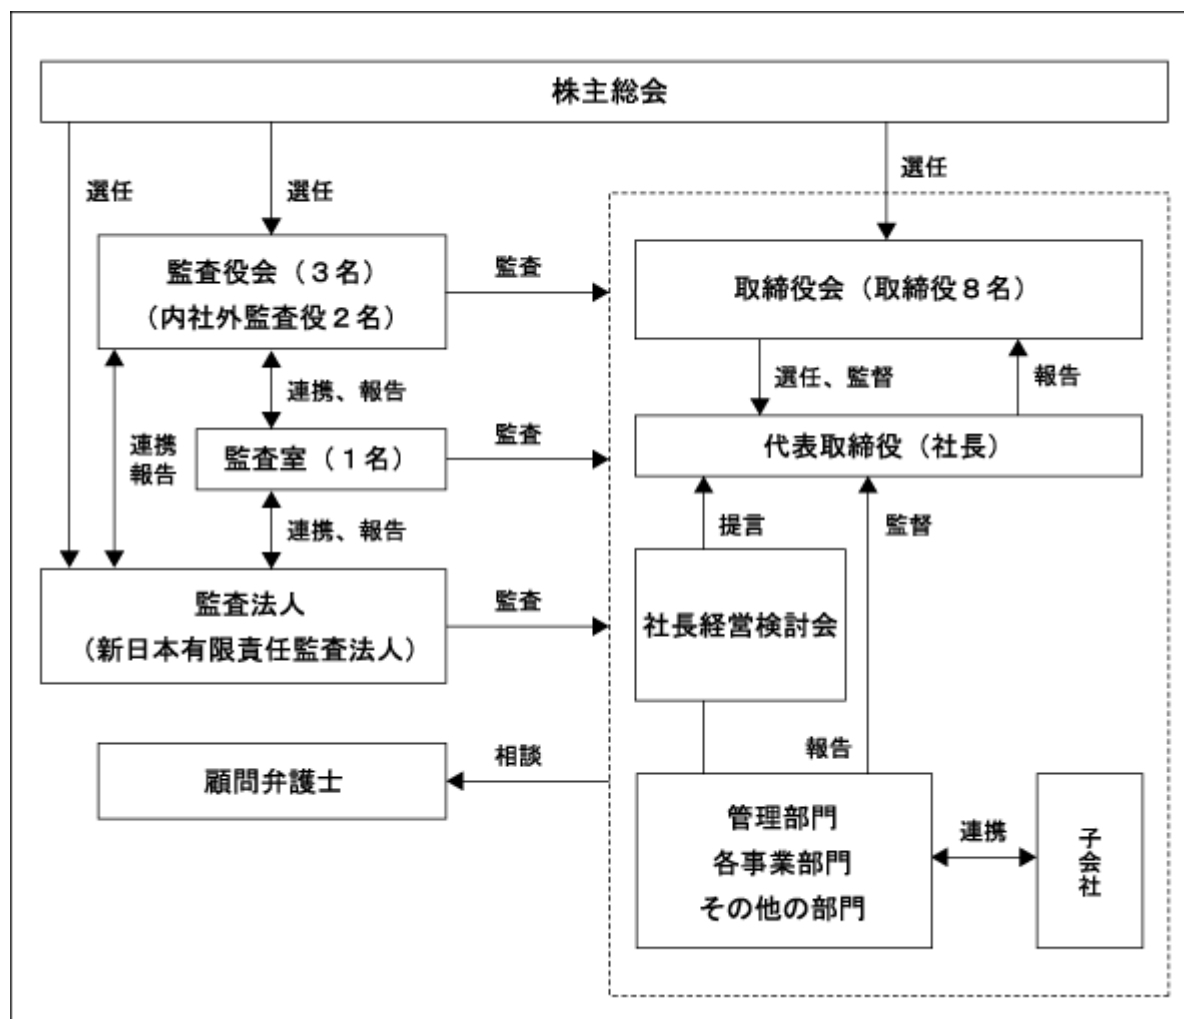 株主総会
選任
選任
選任
監査役会（３名）
（内社外監査役２名）
監査
取締役会（取締役８名）
連携、報告
選任、監督
報告
連携
報告
監査室（１名）
監査
代表取締役（社長）
連携、報告
提言
監督
監査法人
（新日本有限責任監査法人）
監査
社長経営検討会
顧問弁護士
相談
報告
管理部門
各事業部門
その他の部門
連携
子会社